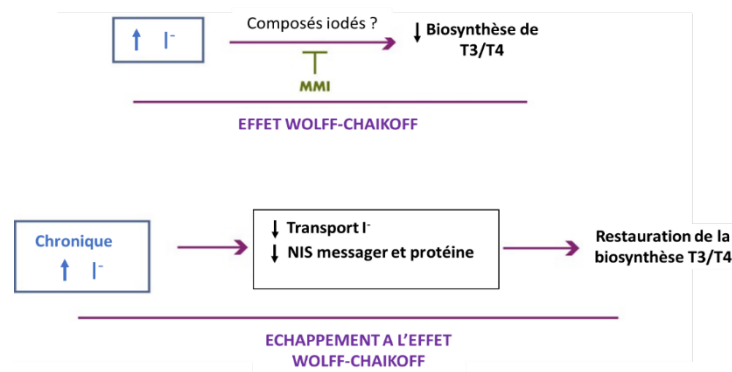 Composés iodés ?
↑ I⁻
↓ Biosynthèse de
T3/T4
MMI
EFFET WOLFF-CHAIKOFF
Chronique
↑ I⁻
↓ Transport I⁻
↓ NIS messager et protéine
Restauration de la
biosynthèse T3/T4
ECHAPPEMENT A L’EFFET
WOLFF-CHAIKOFF